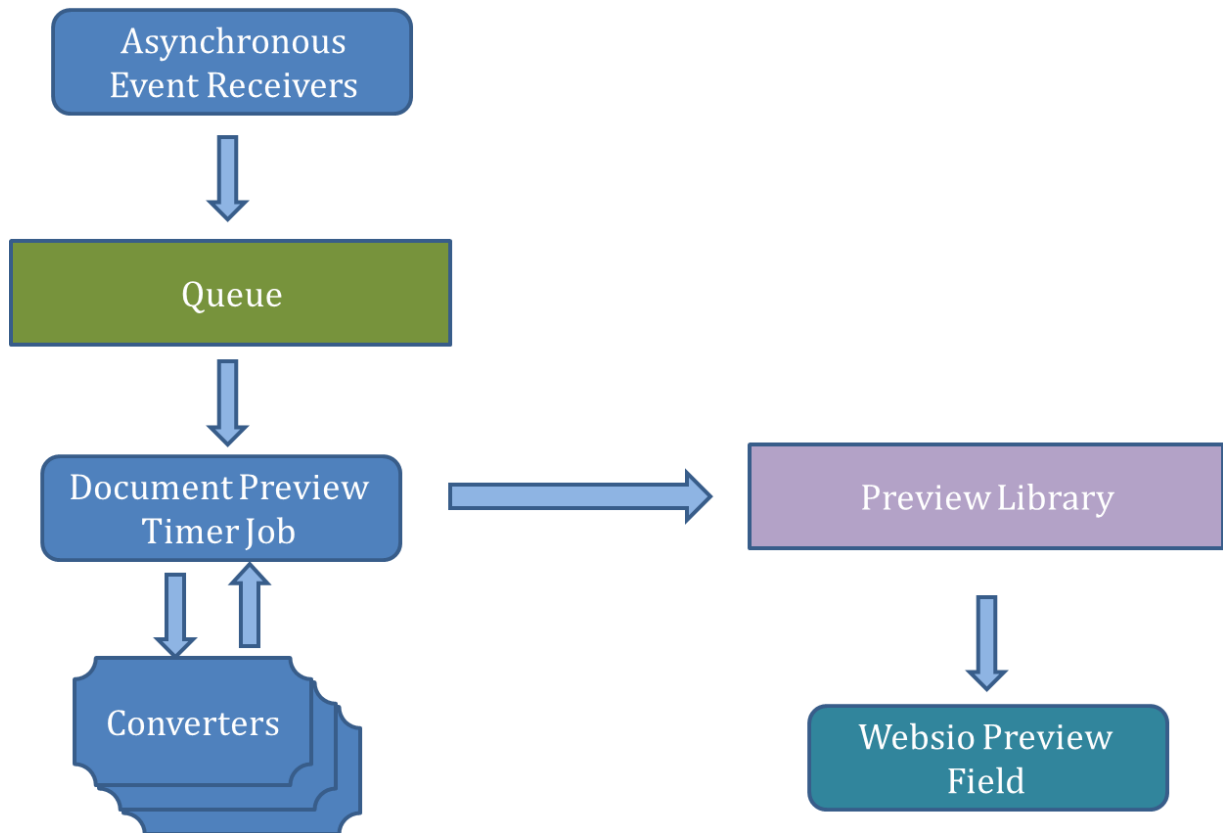 Asynchronous
Event Receivers
Queue
Document Preview
Timer Job
Preview Library
Converters
Websio Preview
Field